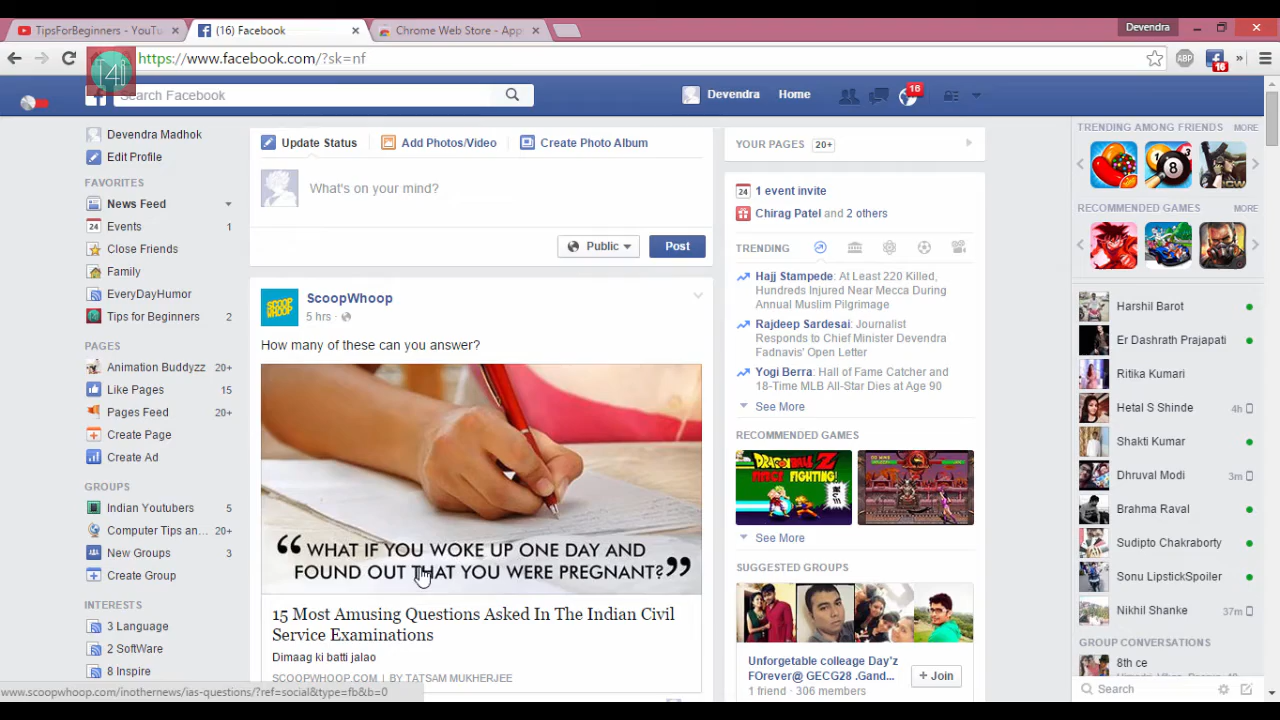 TipsForBeginners - YouTu
(16) Facebook
Chrome Web Store - App
Devendra
https://www.facebook.com/?sk=nf
ABP
16
T4
Search Facebook
Devendra
Home
16
Devendra Madhok
Edit Profile
FAVORITES
News Feed
Events 1
Close Friends
Family
EveryDayHumor
Tips for Beginners 2
PAGES
Animation Buddyzz 20+
Like Pages 15
Pages Feed 20+
Create Page
Create Ad
GROUPS
Indian Youtubers 5
Computer Tips an... 20+
New Groups 3
Create Group
INTERESTS
3 Language
2 SoftWare
8 Inspire
Update Status
Add Photos/Video
Create Photo Album
What's on your mind?
Public
Post
SCOOP
WHOOP
ScoopWhoop
5 hrs ·
How many of these can you answer?
“ WHAT IF YOU WOKE UP ONE DAY AND
FOUND OUT THAT YOU WERE PREGNANT? ”
15 Most Amusing Questions Asked In The Indian Civil
Service Examinations
Dimaag ki batti jalao
SCOOPWHOOP.COM | BY TATSAM MUKHERJEE
www.scoopwhoop.com/inothernews/ias-questions/?ref=social&type=fb&b=0
YOUR PAGES 20+
24
1 event invite
Chirag Patel and 2 others
TRENDING
Hajj Stampede: At Least 220 Killed,
Hundreds Injured Near Mecca During
Annual Muslim Pilgrimage
Rajdeep Sardesai: Journalist
Responds to Chief Minister Devendra
Fadnavis' Open Letter
Yogi Berra: Hall of Fame Catcher and
18-Time MLB All-Star Dies at Age 90
See More
RECOMMENDED GAMES
DRAGONBALL Z
FIGHTING!
See More
SUGGESTED GROUPS
Unforgetable colleage Day'z
FOrever@ GECG28 .Gand...
1 friend · 306 members
+ Join
TRENDING AMONG FRIENDS MORE
8
RECOMMENDED GAMES MORE
Harshil Barot
Er Dashrath Prajapati
Ritika Kumari
Hetal S Shinde 4h
Shakti Kumar
Dhruval Modi 3m
Brahma Raval
Sudipto Chakraborty
Sonu LipstickSpoiler
Nikhil Shanke 37m
GROUP CONVERSATIONS
8th ce
Search